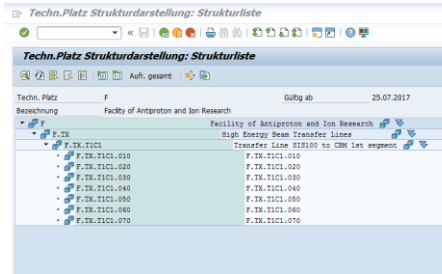 Techn.Platz Strukturdarstellung: Strukturliste
Techn.Platz Strukturdarstellung: Strukturliste
Aufr. gesamt
Techn. Platz F Gültig ab 25.07.2017
Bezeichnung Facility of Antiproton and Ion Research
F Facility of Antiproton and Ion Research
F.TX High Energy Beam Transfer Lines
F.TX.T1C1 Transfer Line SIS100 to CBM 1st segment
F.TX.T1C1.010 F.TX.T1C1.010
F.TX.T1C1.020 F.TX.T1C1.020
F.TX.T1C1.030 F.TX.T1C1.030
F.TX.T1C1.040 F.TX.T1C1.040
F.TX.T1C1.050 F.TX.T1C1.050
F.TX.T1C1.060 F.TX.T1C1.060
F.TX.T1C1.070 F.TX.T1C1.070